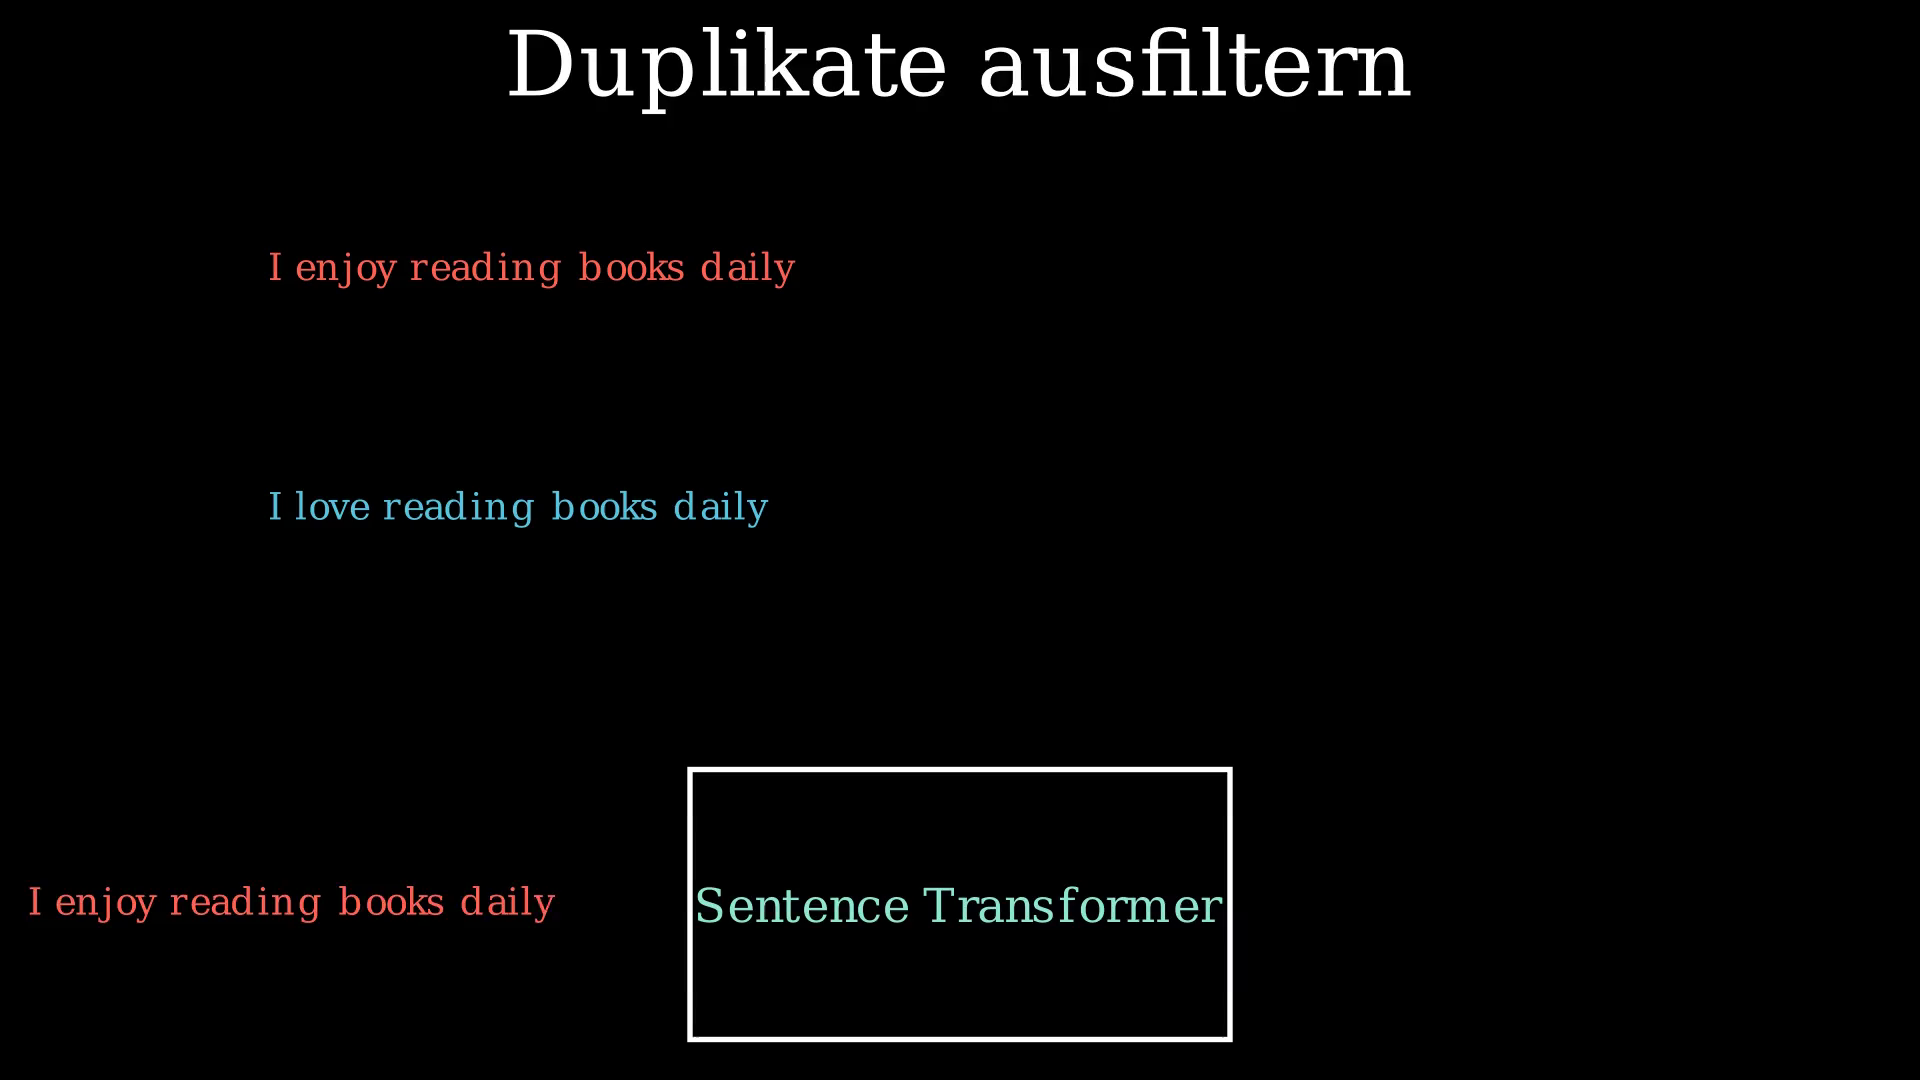 Duplikate ausfiltern
I enjoy reading books daily
I love reading books daily
I enjoy reading books daily
Sentence Transformer